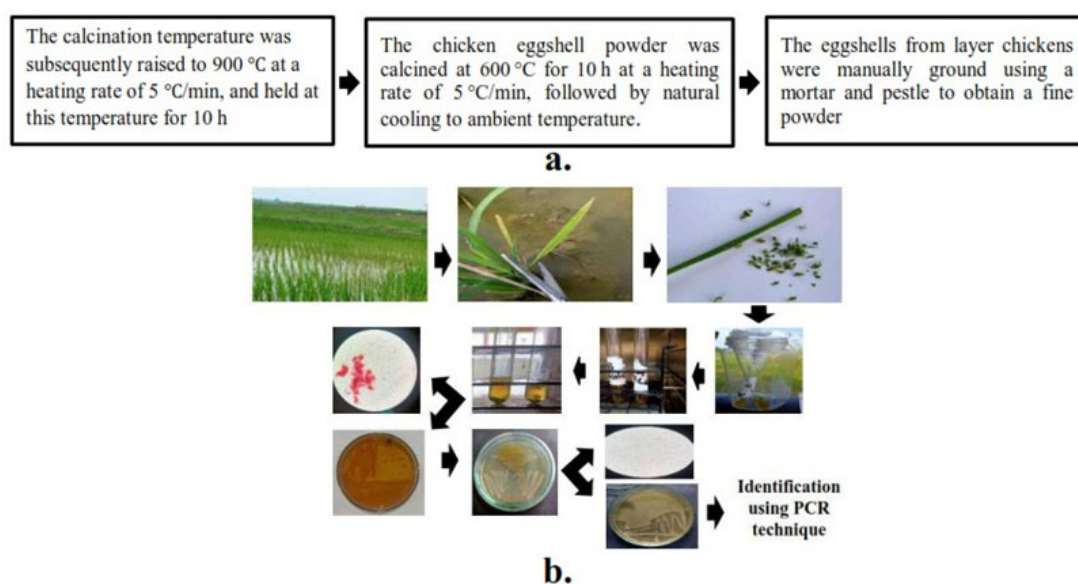 The calcination temperature was
subsequently raised to 900 °C at a
heating rate of 5 °C/min, and held at
this temperature for 10 h
The chicken eggshell powder was
calcined at 600 °C for 10 h at a heating
rate of 5 °C/min, followed by natural
cooling to ambient temperature.
The eggshells from layer chickens
were manually ground using a
mortar and pestle to obtain a fine
powder
a.
Identification
using PCR
technique
b.